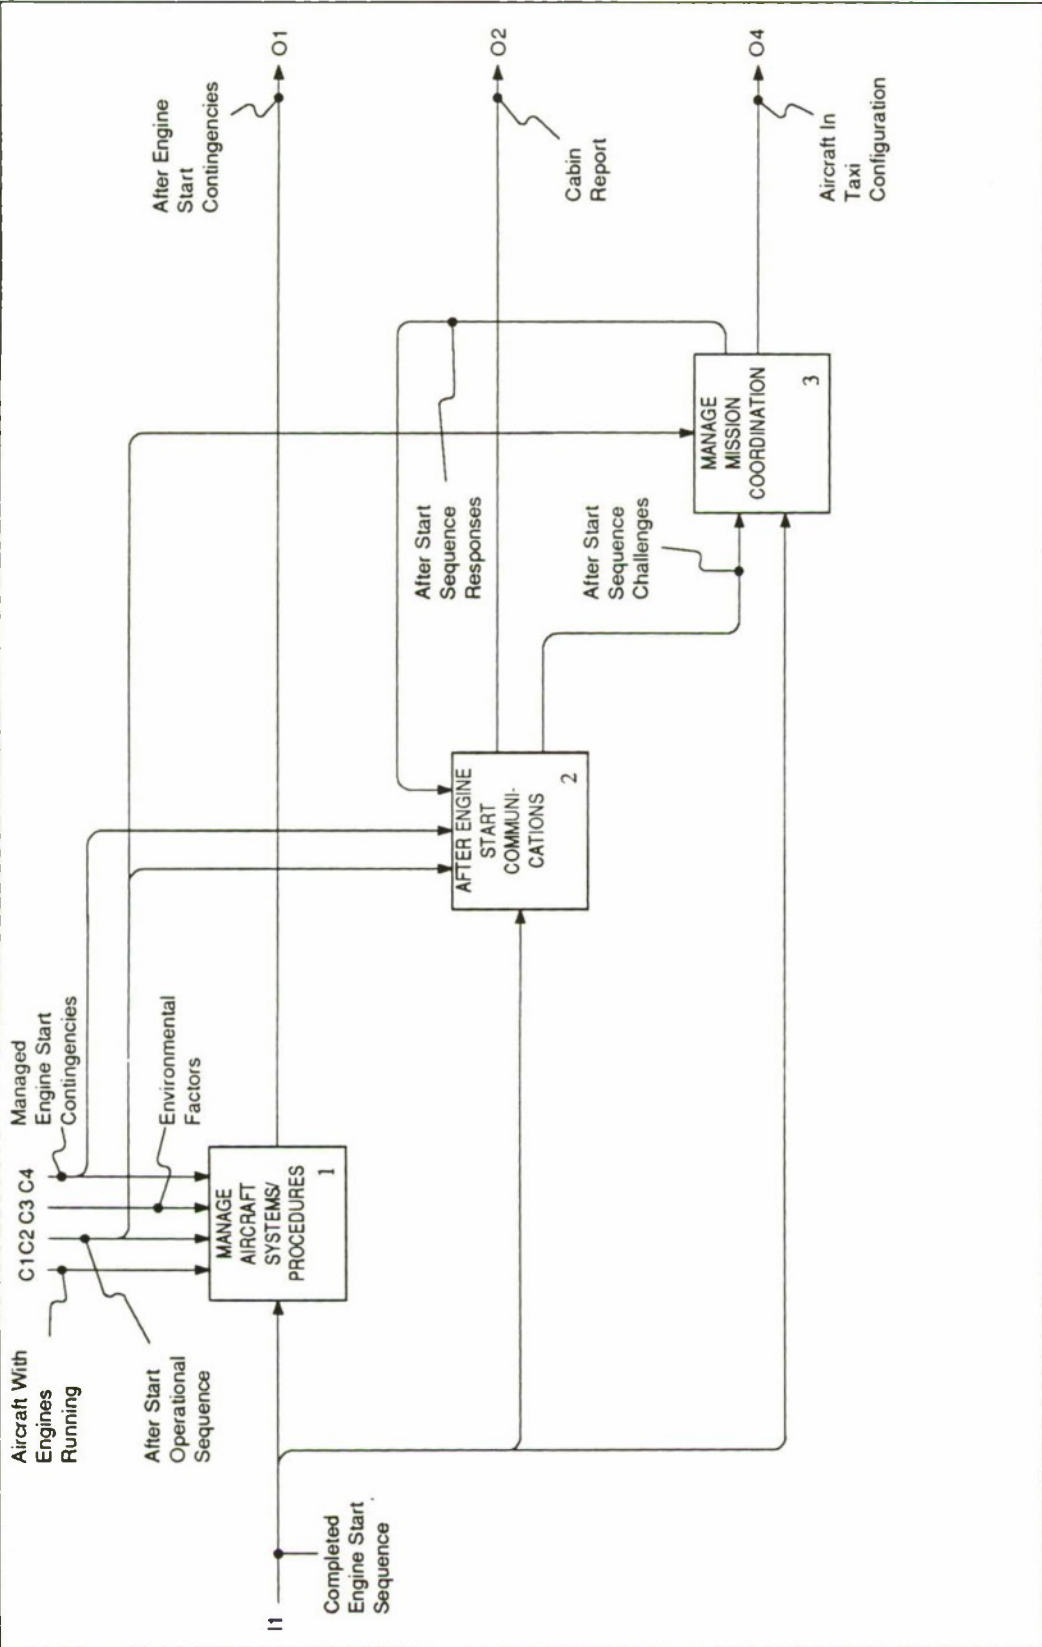 C1 C2 C3 C4
Managed
Engine Start
Contingencies
Aircraft With
Engines
Running
After Start
Operational
Sequence
Environmental
Factors
MANAGE
AIRCRAFT
SYSTEMS/
PROCEDURES
1
I1
Completed
Engine Start
Sequence
After Engine
Start
Contingencies
O1
AFTER ENGINE
START
COMMUNI-
CATIONS
2
After Start
Sequence
Responses
Cabin
Report
O2
After Start
Sequence
Challenges
MANAGE
MISSION
COORDINATION
3
Aircraft In
Taxi
Configuration
O4